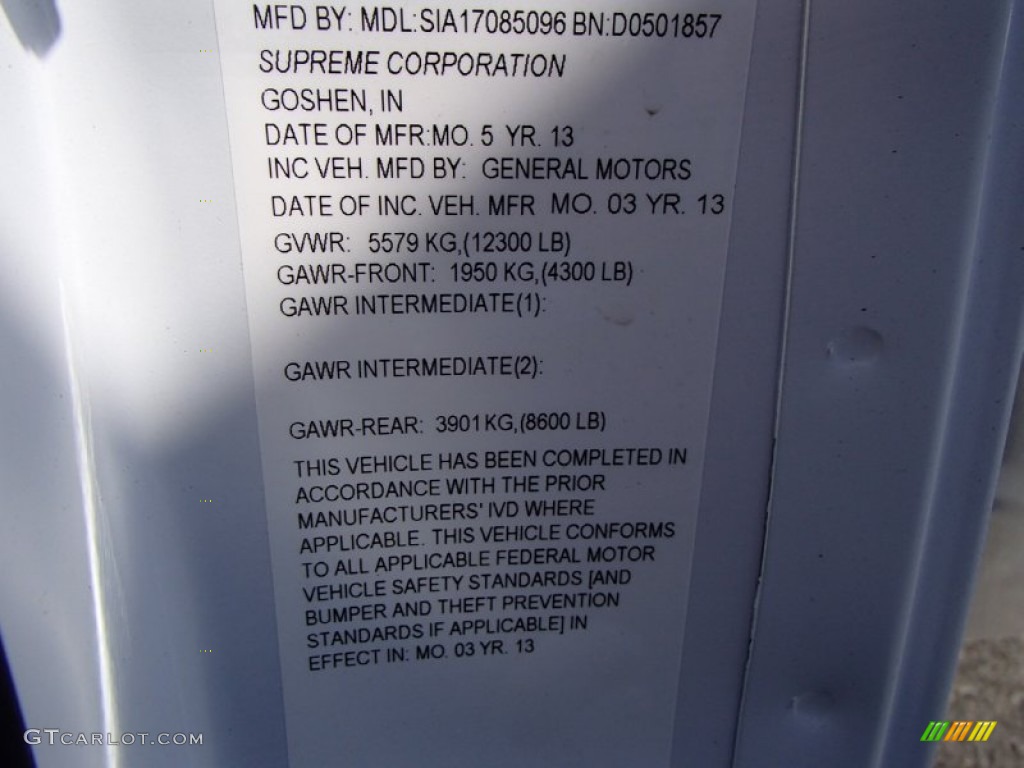 MFD BY: MDL:SIA17085096 BN:D0501857
SUPREME CORPORATION
GOSHEN, IN
DATE OF MFR:MO. 5 YR. 13
INC VEH. MFD BY: GENERAL MOTORS
DATE OF INC. VEH. MFR MO. 03 YR. 13
GVWR: 5579 KG,(12300 LB)
GAWR-FRONT: 1950 KG,(4300 LB)
GAWR INTERMEDIATE(1):
GAWR INTERMEDIATE(2):
GAWR-REAR: 3901 KG,(8600 LB)
THIS VEHICLE HAS BEEN COMPLETED IN
ACCORDANCE WITH THE PRIOR
MANUFACTURERS' IVD WHERE
APPLICABLE. THIS VEHICLE CONFORMS
TO ALL APPLICABLE FEDERAL MOTOR
VEHICLE SAFETY STANDARDS [AND
BUMPER AND THEFT PREVENTION
STANDARDS IF APPLICABLE] IN
EFFECT IN: MO. 03 YR. 13
GTCARLOT.COM